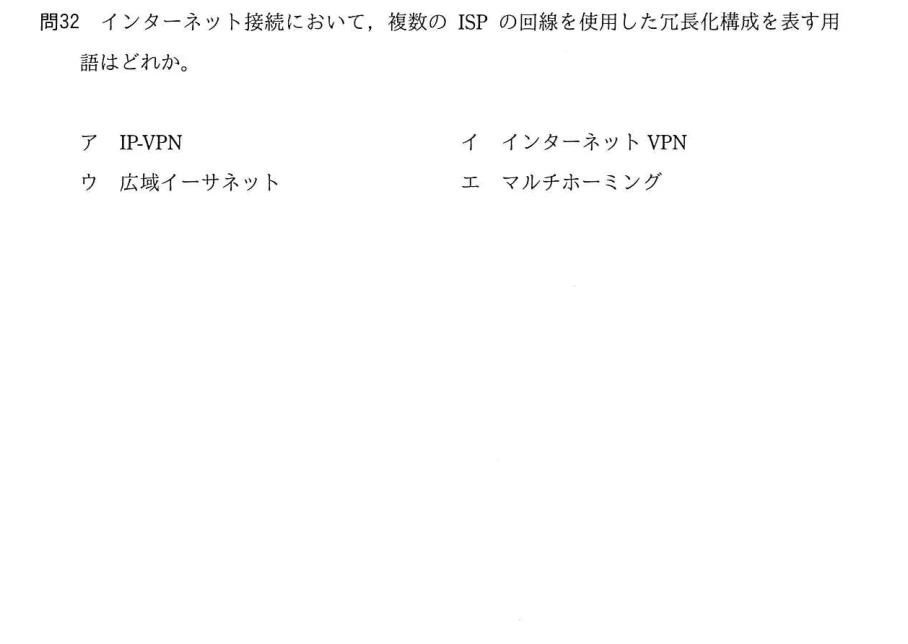 問32　インターネット接続において，複数の ISP の回線を使用した冗長化構成を表す用
語はどれか。
ア　IP-VPN　イ　インターネット VPN
ウ　広域イーサネット　エ　マルチホーミング